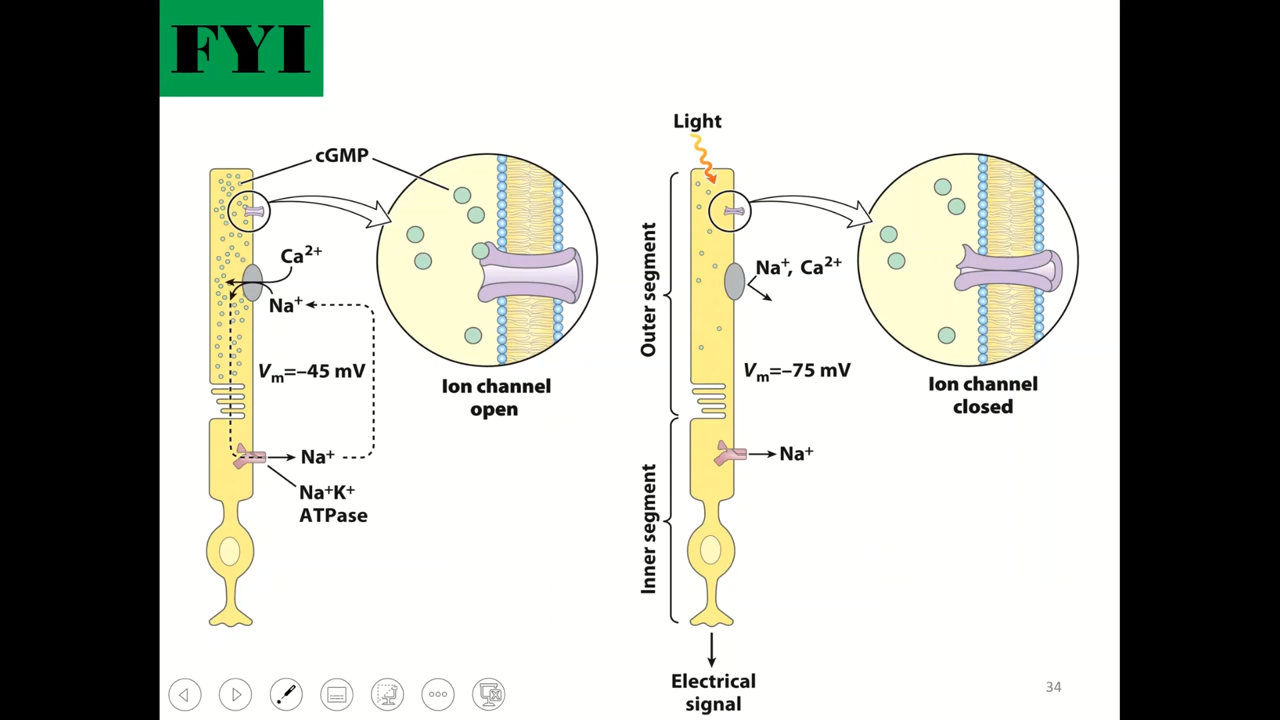 FYI
cGMP
Ca²⁺
Na⁺
Vm=–45 mV
Na⁺
Na⁺K⁺
ATPase
Ion channel
open
Light
Outer segment
Na⁺, Ca²⁺
Vm=–75 mV
Na⁺
Inner segment
Ion channel
closed
Electrical
signal
34